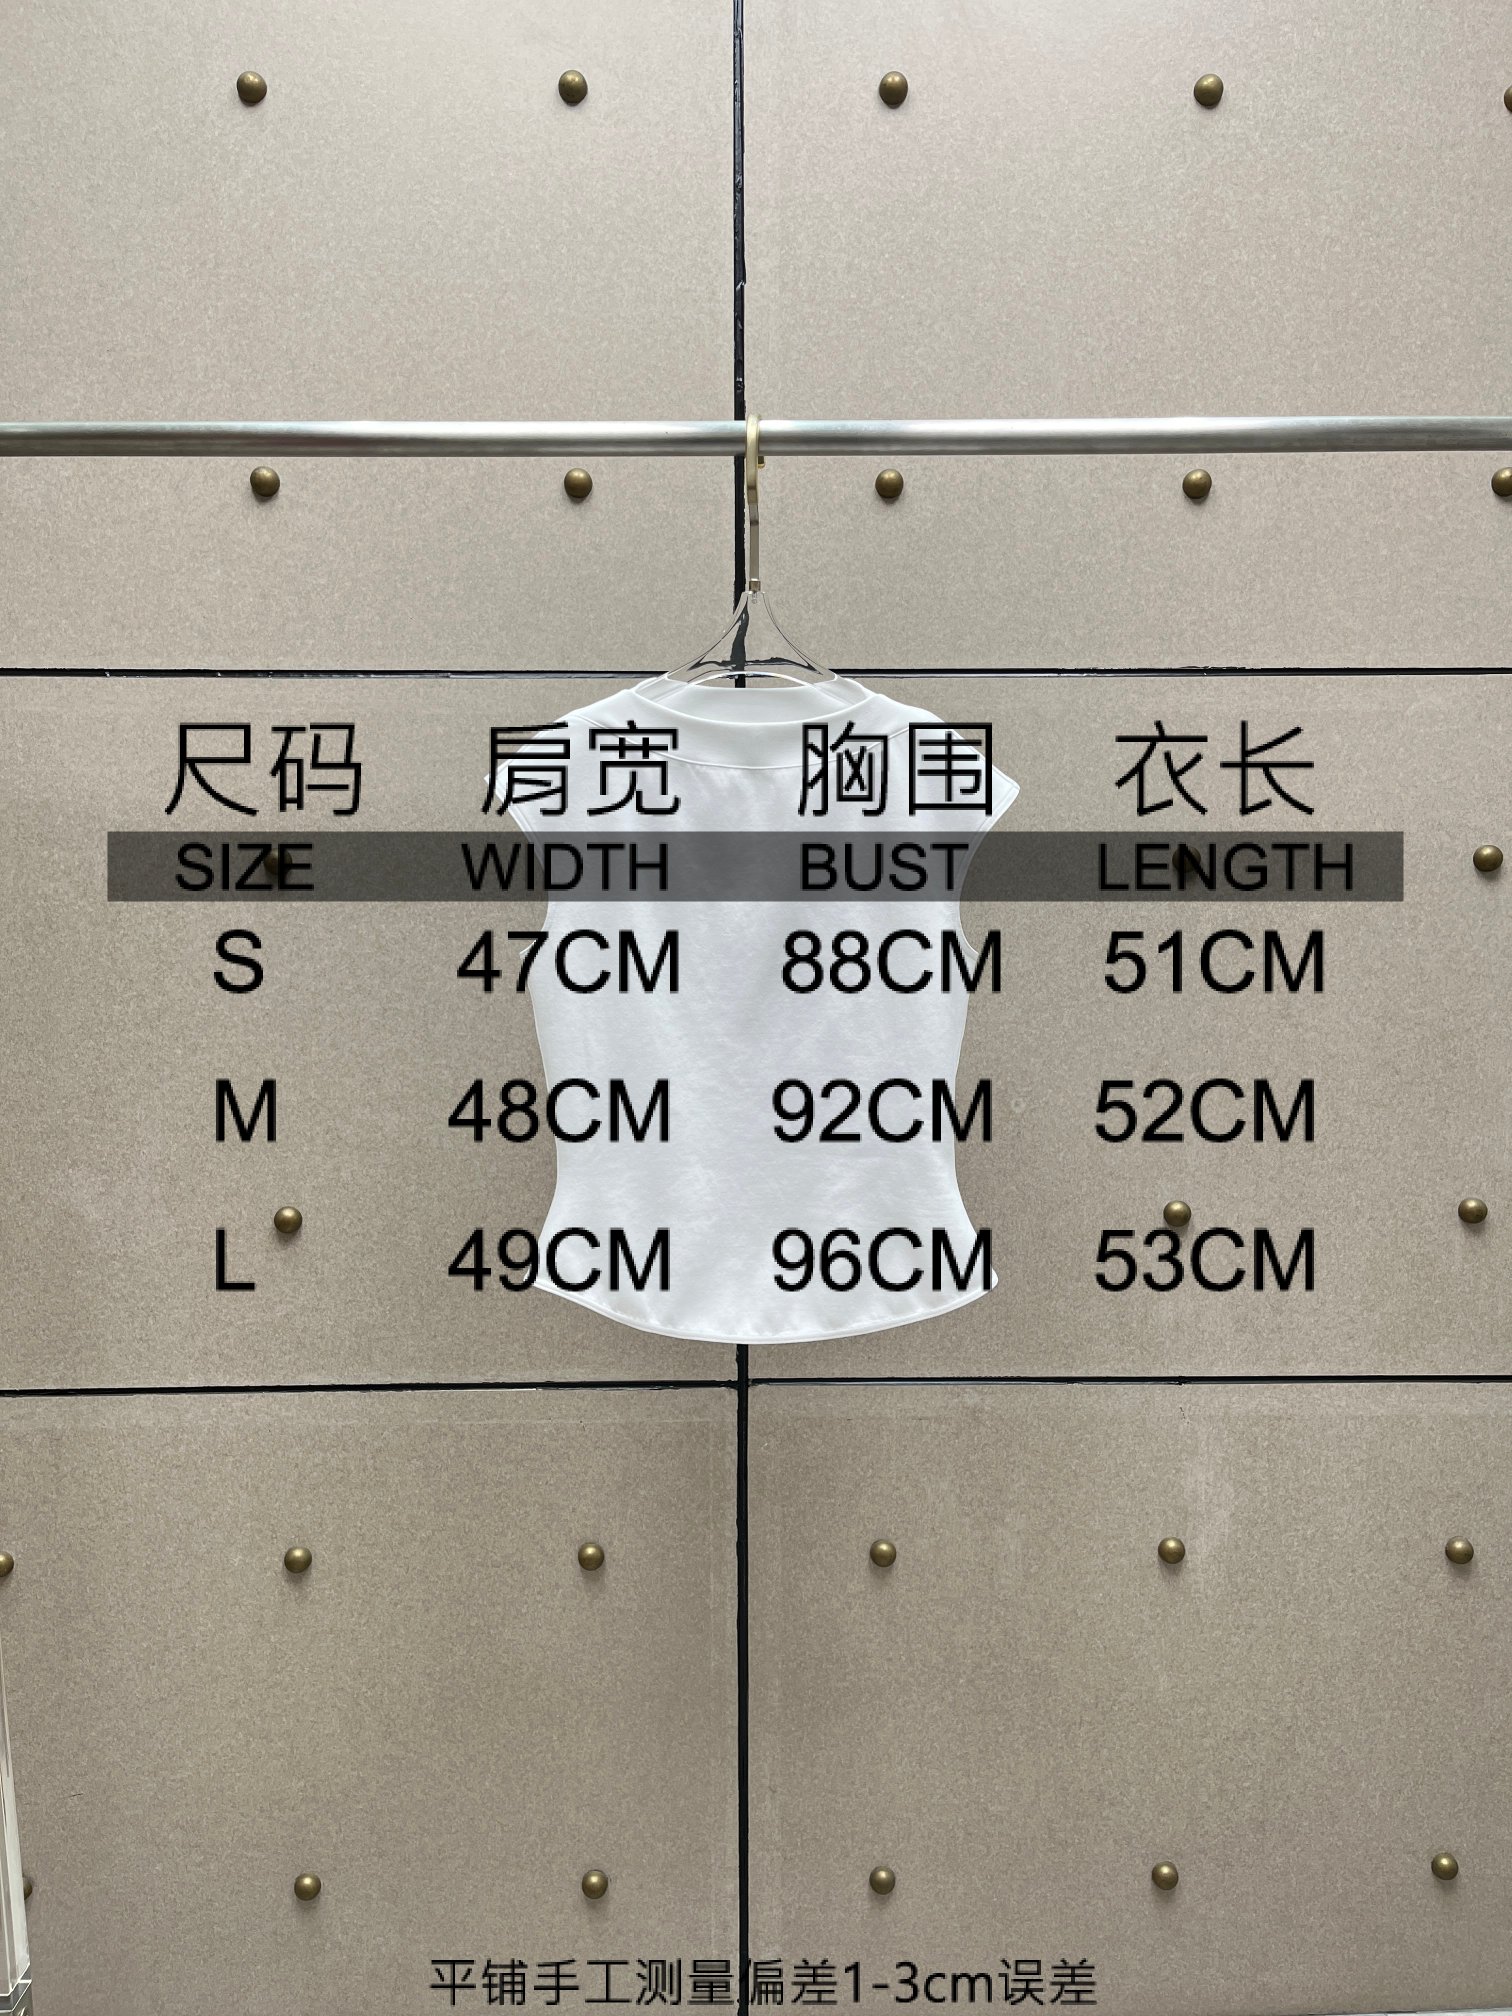 尺码 肩宽 胸围 衣长
SIZE WIDTH BUST LENGTH
S 47CM 88CM 51CM
M 48CM 92CM 52CM
L 49CM 96CM 53CM
平铺手工测量偏差1-3cm误差